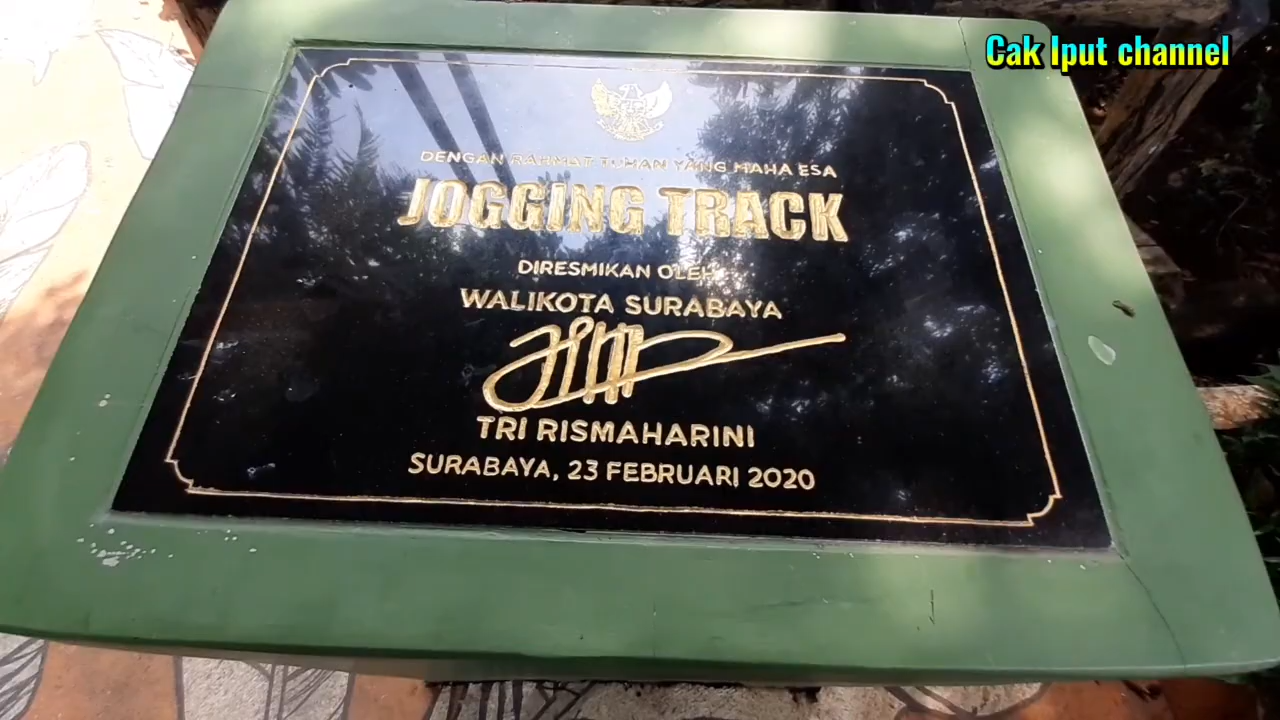 Cak Iput channel
DENGAN RAHMAT TUHAN YANG MAHA ESA
JOGGING TRACK
DIRESMIKAN OLEH
WALIKOTA SURABAYA
TRI RISMAHARINI
SURABAYA, 23 FEBRUARI 2020